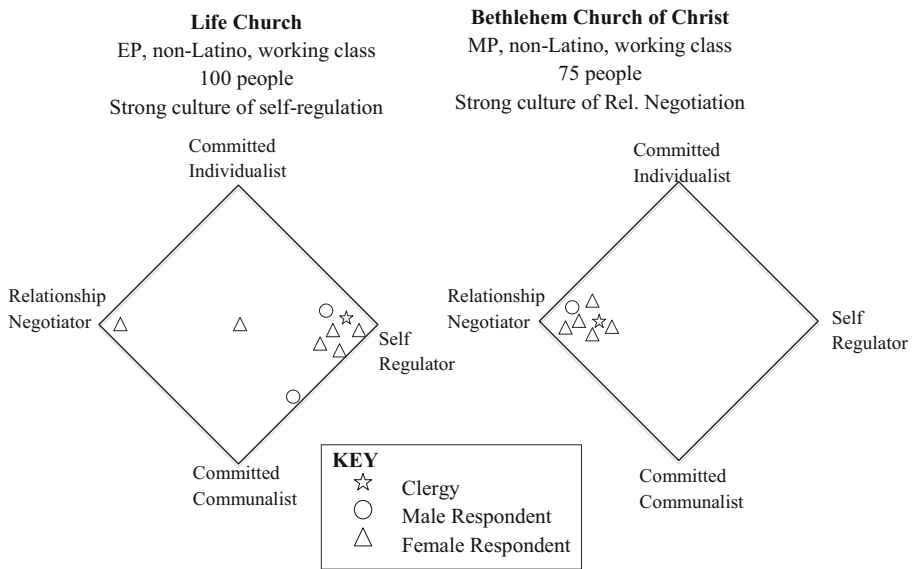 Life Church
EP, non-Latino, working class
100 people
Strong culture of self-regulation
Committed
Individualist
Relationship
Negotiator
Self
Regulator
Committed
Communalist
Bethlehem Church of Christ
MP, non-Latino, working class
75 people
Strong culture of Rel. Negotiation
Committed
Individualist
Relationship
Negotiator
Self
Regulator
Committed
Communalist
KEY
Clergy
Male Respondent
Female Respondent